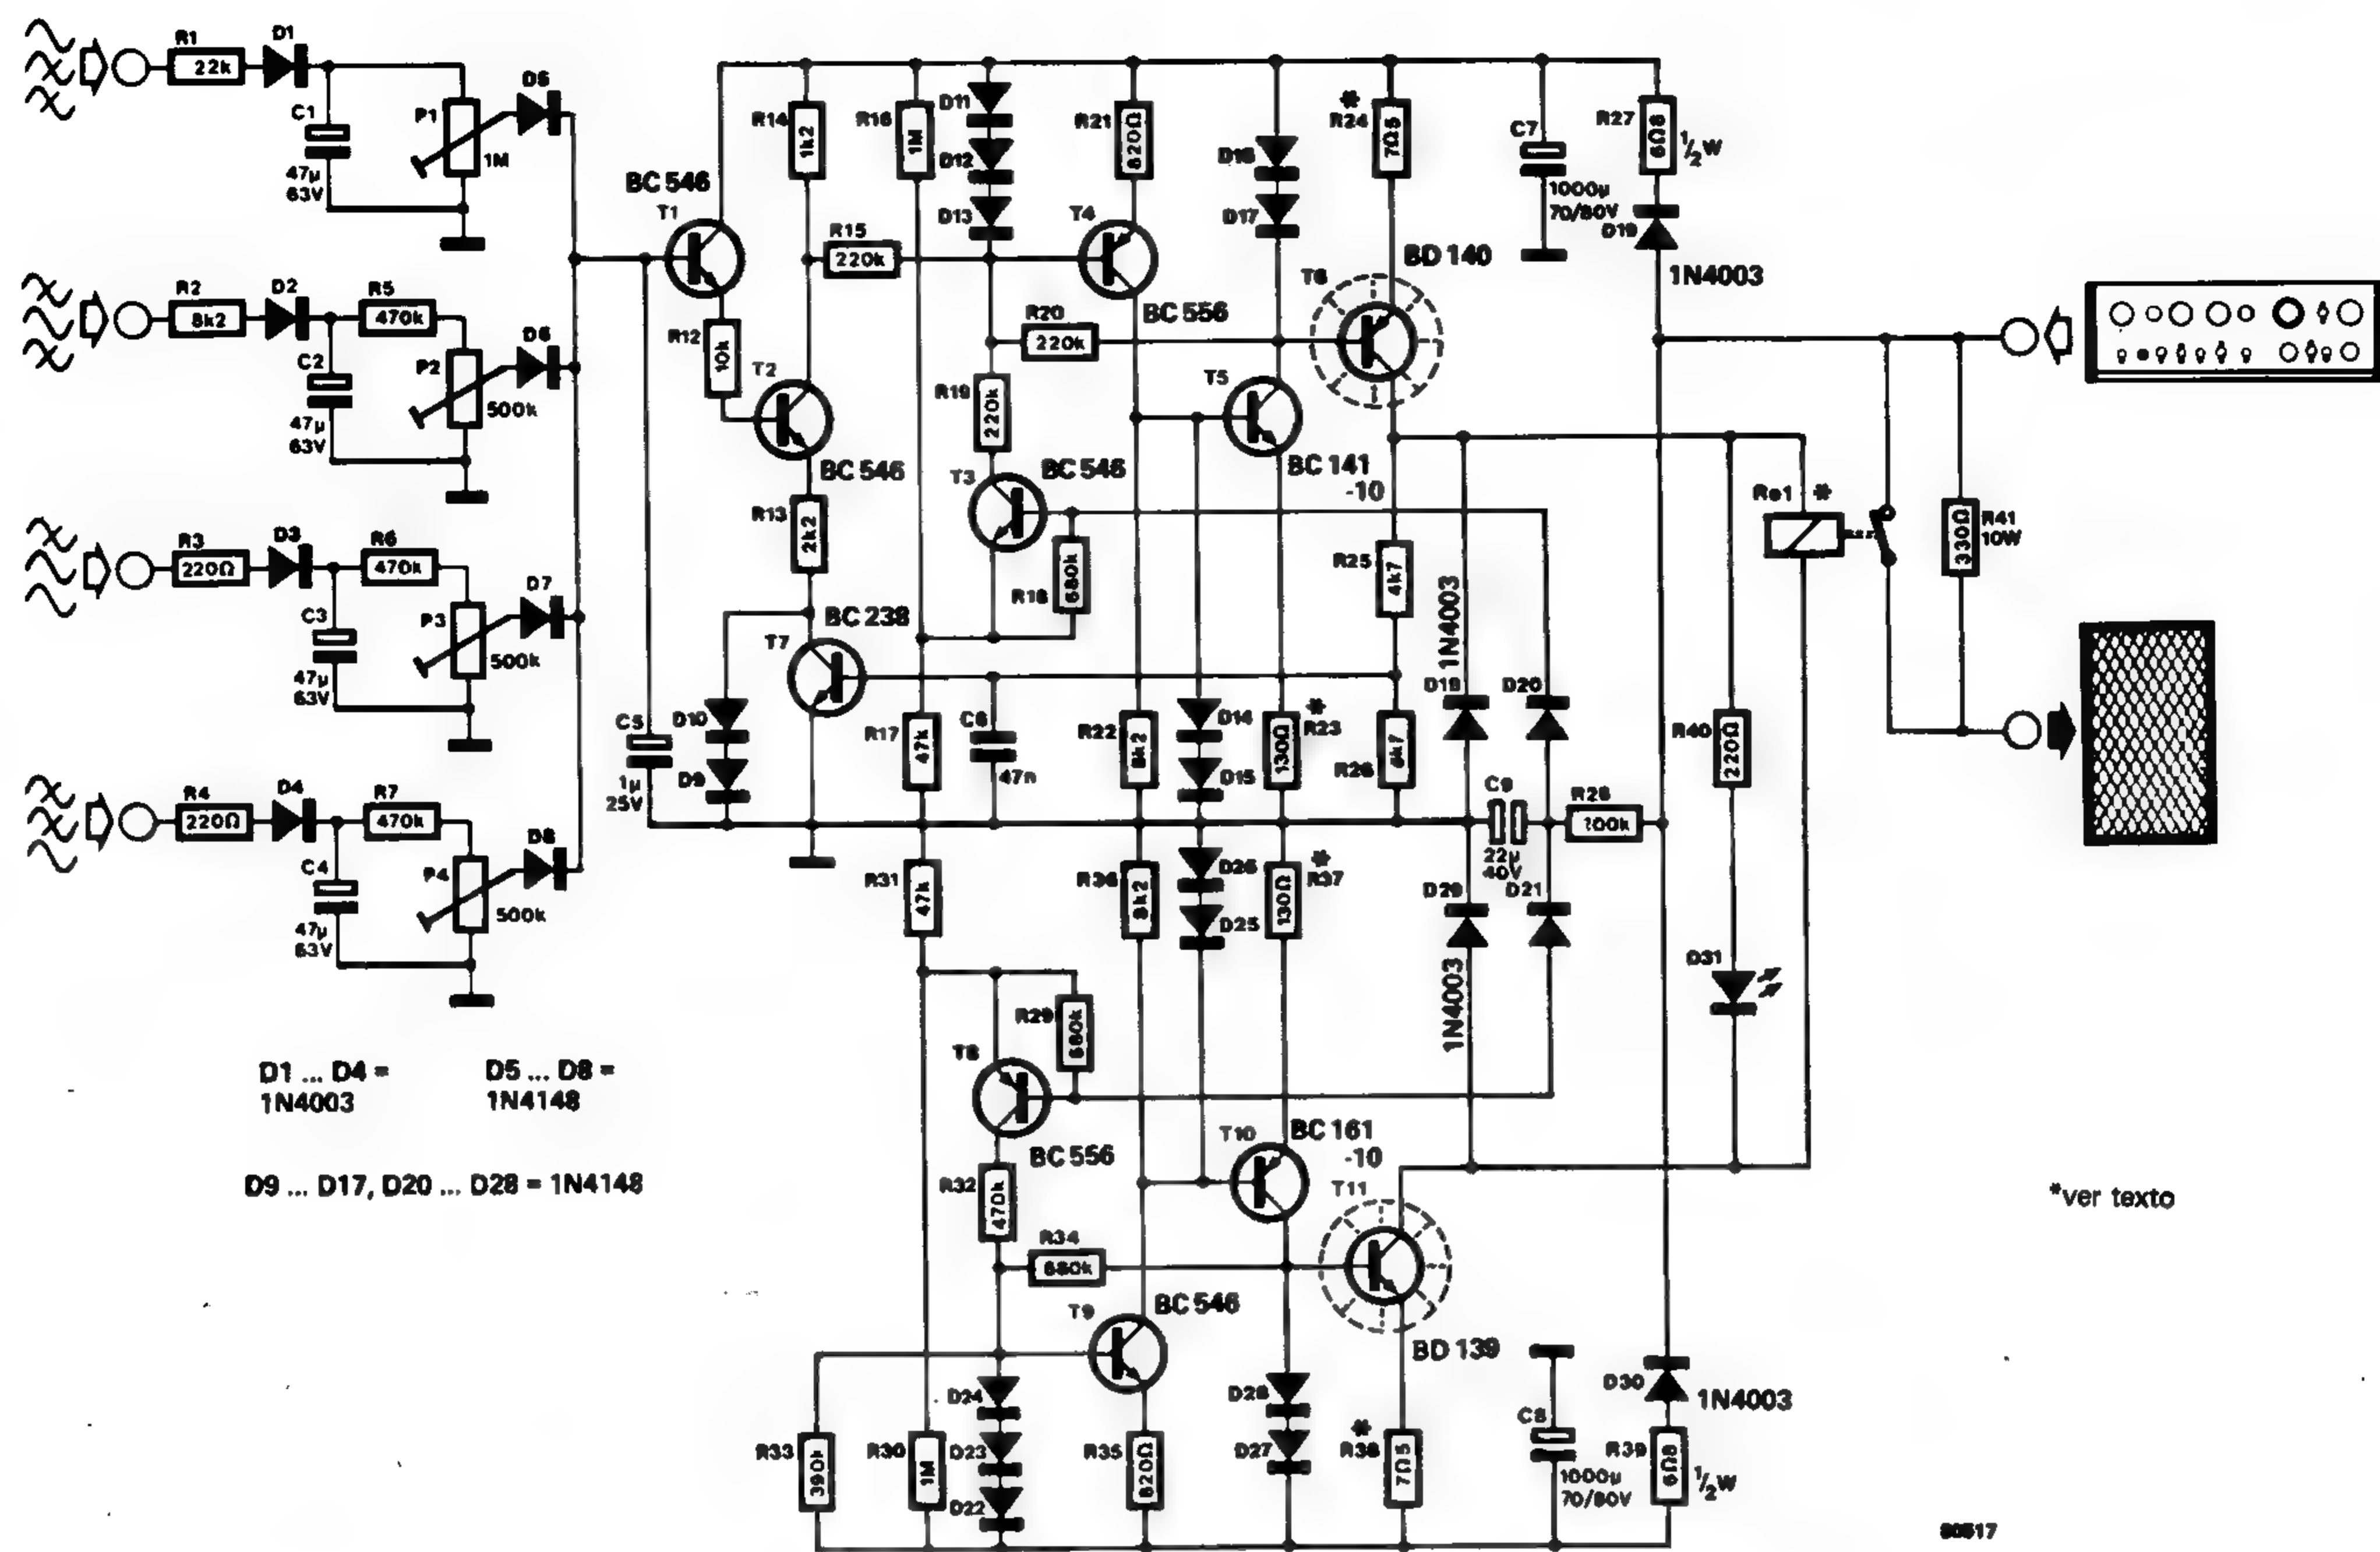 R1
22k
D1
C1
47µ
63V
P1
1M
D5
R2
8k2
D2
R5
470k
C2
47µ
63V
P2
500k
D6
R3
220Ω
D3
R6
470k
C3
47µ
63V
P3
500k
D7
R4
220Ω
D4
R7
470k
C4
47µ
63V
P4
500k
D8
D1 ... D4 =
1N4003
D5 ... D8 =
1N4148
D9 ... D17, D20 ... D28 = 1N4148
BC 546
T1
R12
10k
R14
1k2
R15
220k
T2
BC 546
R13
2k2
BC 238
T7
C5
1µ
25V
D10
D9
R16
1M
D11
D12
D13
R21
820Ω
T4
BC 556
R20
220k
R19
220k
T3
BC 546
R18
680k
R17
47k
C6
47n
D16
D17
* R24
7Ω5
T6
BD 140
T5
BC 141
-10
R25
4k7
R22
8k2
D14
D15
*
R23
130Ω
R26
1N4003
D20
C7
1000µ
70/80V
R27
6Ω8
½W
D19
1N4003
Re1 *
R41
330Ω
10W
R40
220Ω
D31
C9
22µ
40V
R28
100k
R31
47k
R36
8k2
D26
D25
*
R37
130Ω
D21
1N4003
R29
680k
T8
BC 556
R32
470k
R34
680k
T10
BC 161
-10
T11
BD 139
T9
BC 546
R33
390k
R30
1M
D24
D23
D22
R35
820Ω
D28
D27
*
R38
7Ω5
C8
1000µ
70/80V
D30
1N4003
R39
6Ω8
½W
*ver texto
80517